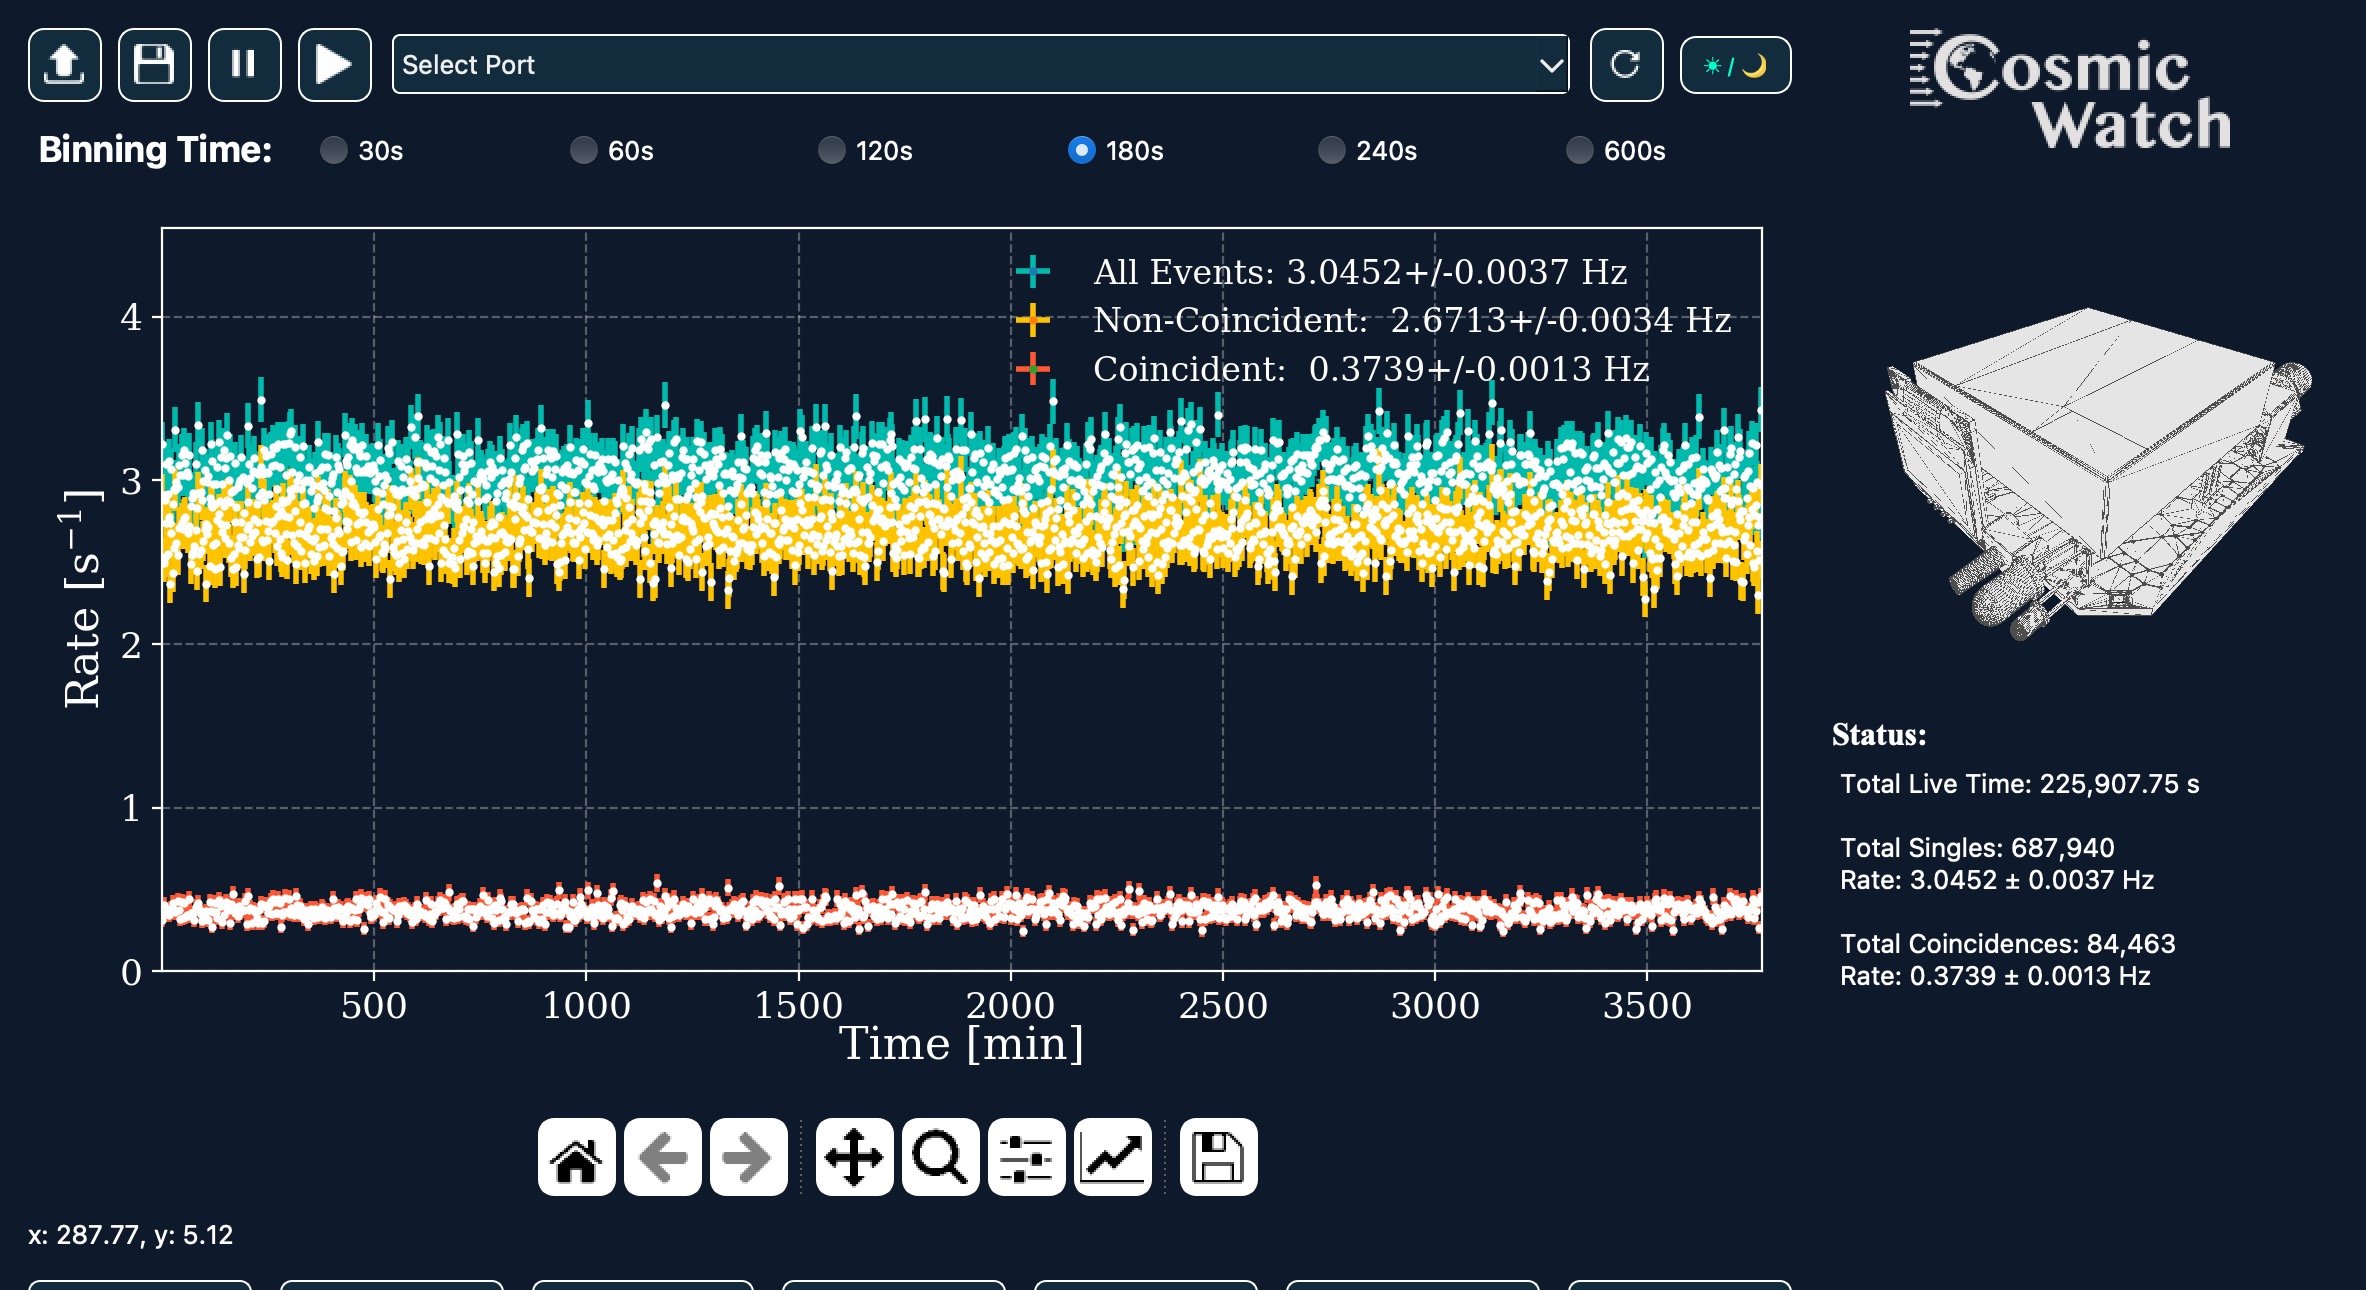 Select Port
Cosmic
Watch
Binning Time:
30s
60s
120s
180s
240s
600s
All Events: 3.0452+/-0.0037 Hz
Non-Coincident:  2.6713+/-0.0034 Hz
Coincident:  0.3739+/-0.0013 Hz
4
3
2
1
0
Rate [s⁻¹]
500
1000
1500
2000
2500
3000
3500
Time [min]
Status:
Total Live Time: 225,907.75 s
Total Singles: 687,940
Rate: 3.0452 ± 0.0037 Hz
Total Coincidences: 84,463
Rate: 0.3739 ± 0.0013 Hz
x: 287.77, y: 5.12